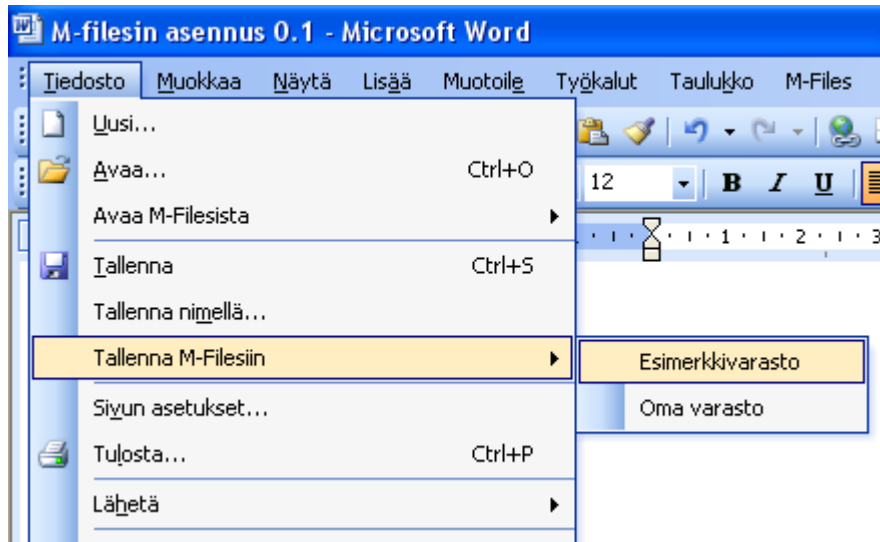 M-filesin asennus 0.1 - Microsoft Word
Tiedosto Muokkaa Näytä Lisää Muotoile Työkalut Taulukko M-Files
Uusi...
Avaa... Ctrl+O
12 B I U
Avaa M-Filesista
1 2 3
Tallenna Ctrl+S
Tallenna nimellä...
Tallenna M-Filesiin Esimerkkivarasto
Sivun asetukset... Oma varasto
Tulosta... Ctrl+P
Lähetä